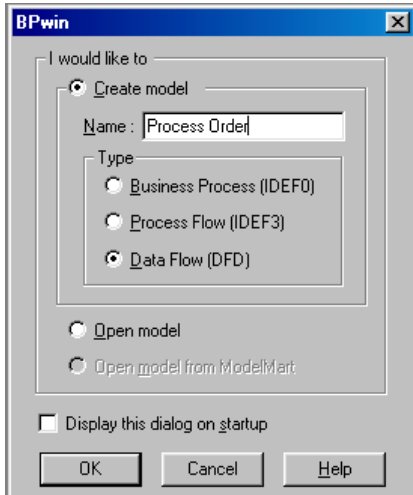 BPwin
I would like to
Create model
Name : Process Order
Type
Business Process (IDEF0)
Process Flow (IDEF3)
Data Flow (DFD)
Open model
Open model from ModelMart
Display this dialog on startup
OK Cancel Help